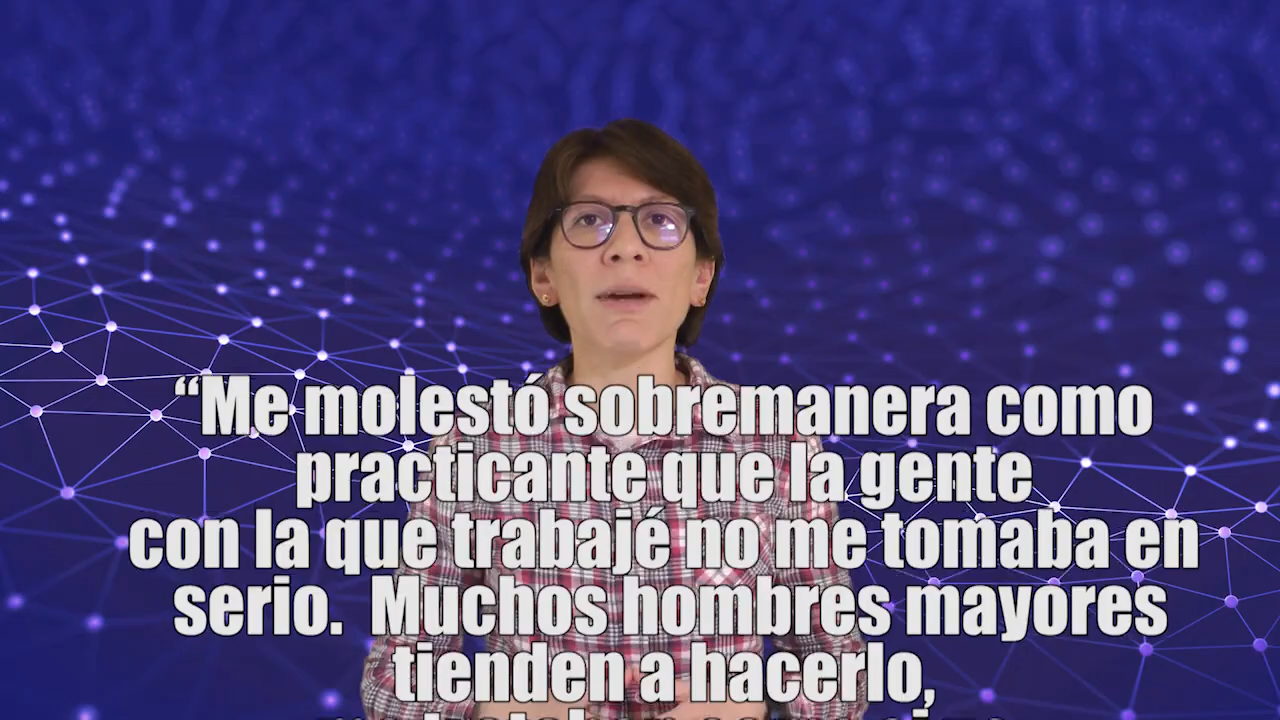 “Me molestó sobremanera como
practicante que la gente
con la que trabajé no me tomaba en
serio. Muchos hombres mayores
tienden a hacerlo,